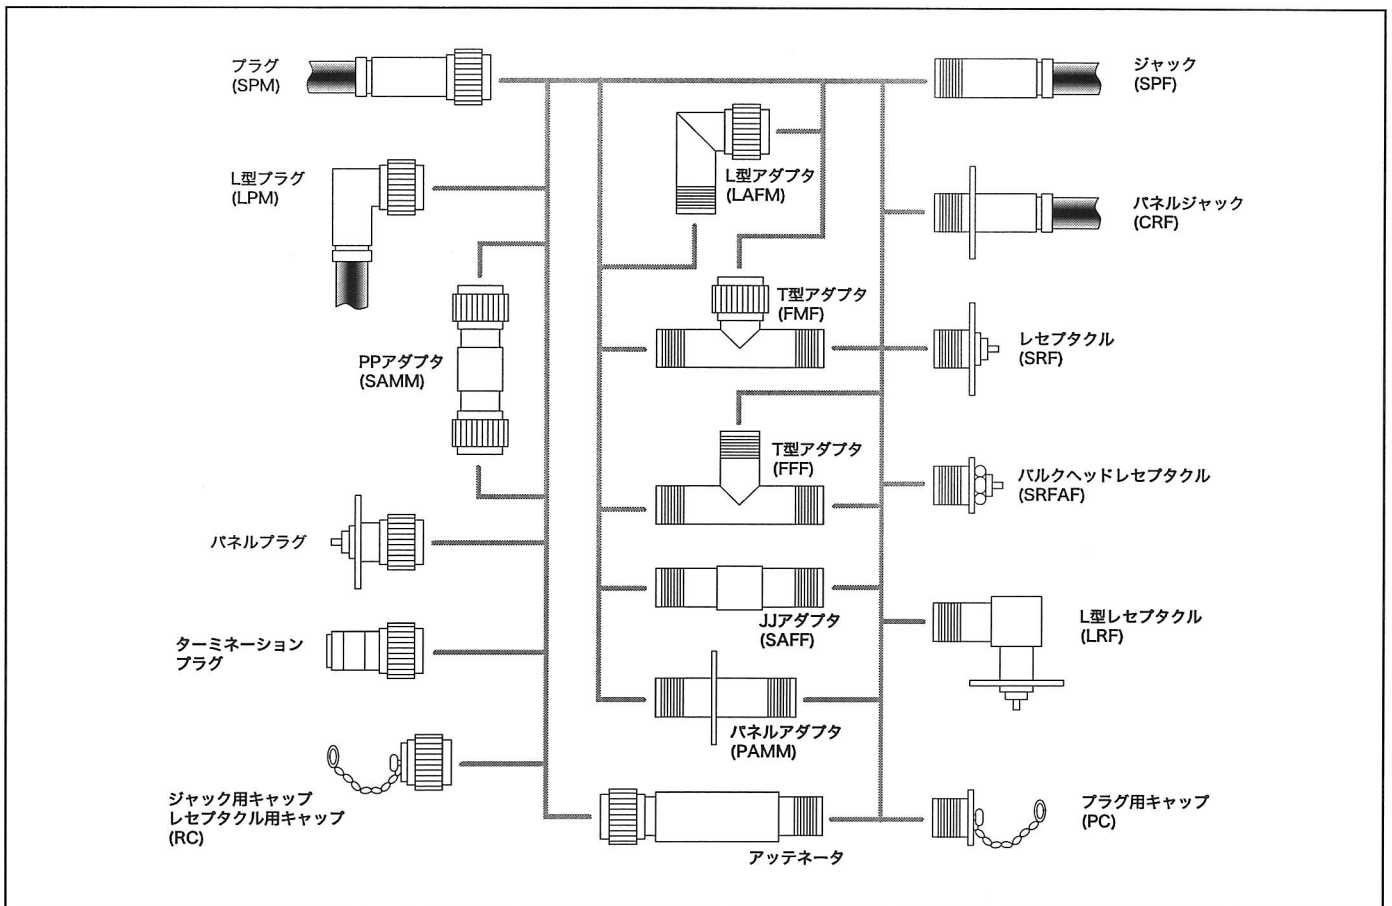 プラグ
(SPM)
ジャック
(SPF)
L型プラグ
(LPM)
L型アダプタ
(LAFM)
パネルジャック
(CRF)
T型アダプタ
(FMF)
PPアダプタ
(SAMM)
レセプタクル
(SRF)
T型アダプタ
(FFF)
バルクヘッドレセプタクル
(SRFAF)
パネルプラグ
JJアダプタ
(SAFF)
L型レセプタクル
(LRF)
ターミネーション
プラグ
パネルアダプタ
(PAMM)
ジャック用キャップ
レセプタクル用キャップ
(RC)
アッテネータ
プラグ用キャップ
(PC)